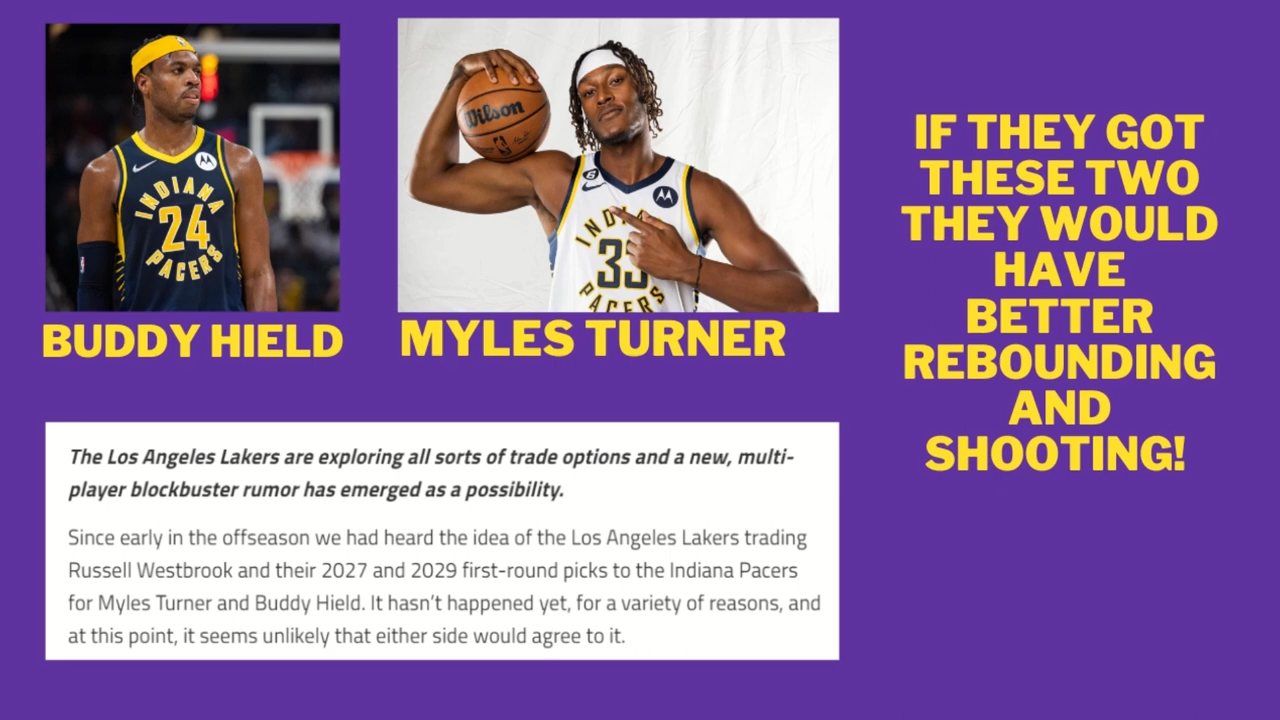 INDIANA
24
PACERS
BUDDY HIELD
Wilson
6
INDIANA
33
PACERS
MYLES TURNER
IF THEY GOT
THESE TWO
THEY WOULD
HAVE
BETTER
REBOUNDING
AND
SHOOTING!
The Los Angeles Lakers are exploring all sorts of trade options and a new, multi-
player blockbuster rumor has emerged as a possibility.
Since early in the offseason we had heard the idea of the Los Angeles Lakers trading
Russell Westbrook and their 2027 and 2029 first-round picks to the Indiana Pacers
for Myles Turner and Buddy Hield. It hasn't happened yet, for a variety of reasons, and
at this point, it seems unlikely that either side would agree to it.